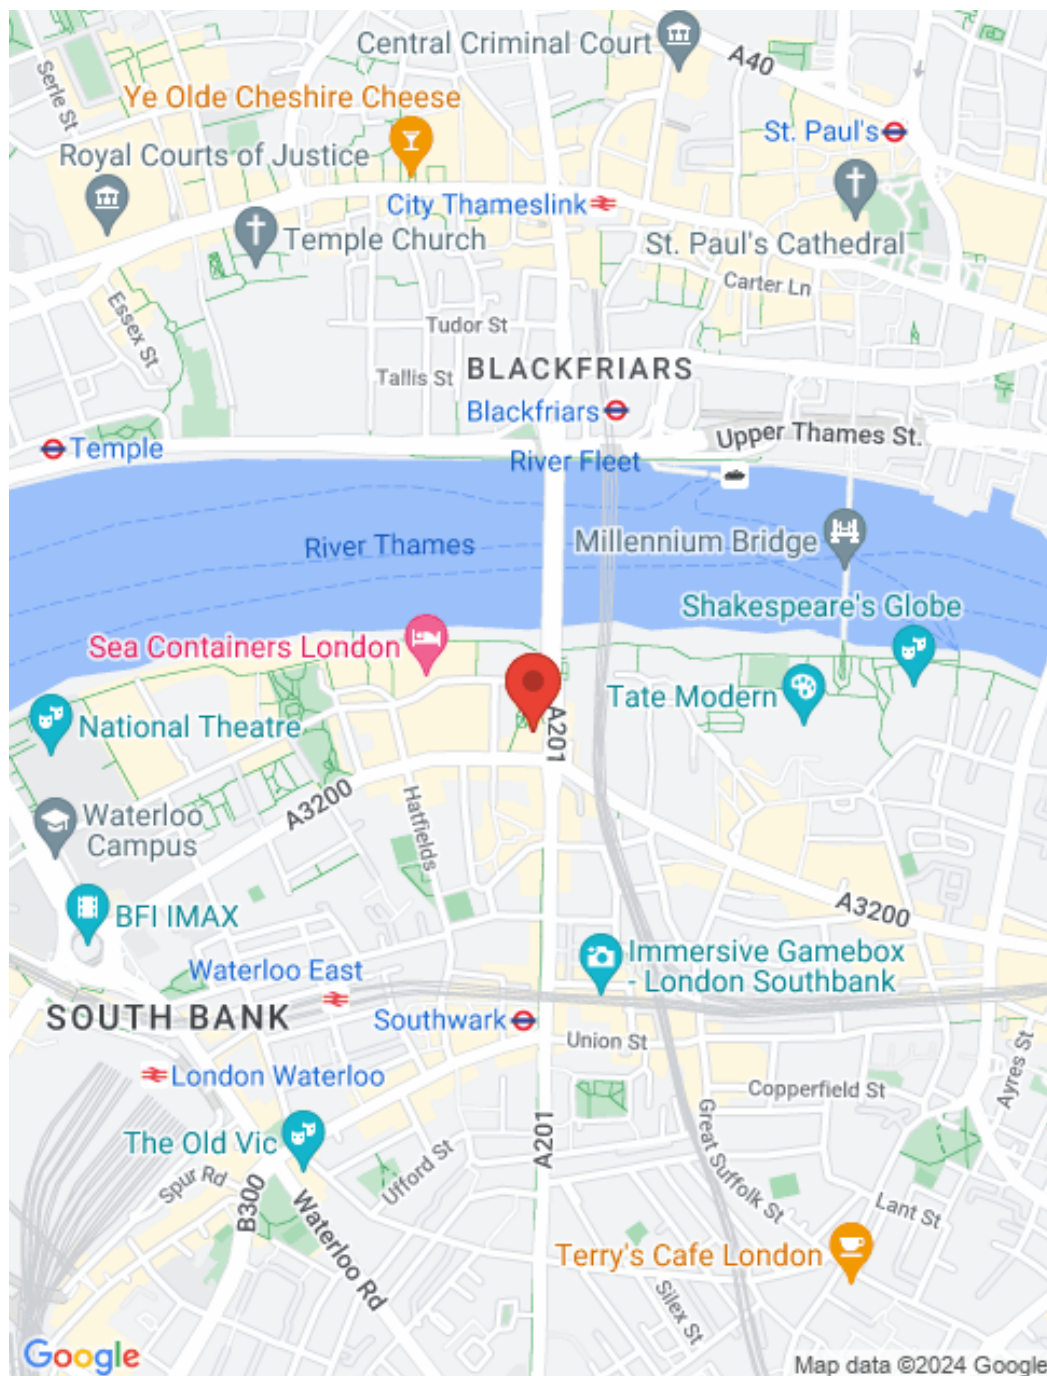 Central Criminal Court
A40
Serle St
Ye Olde Cheshire Cheese
St. Paul's
Royal Courts of Justice
City Thameslink
Temple Church
St. Paul's Cathedral
Carter Ln
Essex St
Tudor St
BLACKFRIARS
Tallis St
Blackfriars
Upper Thames St.
Temple
River Fleet
River Thames
Millennium Bridge
Shakespeare's Globe
Sea Containers London
Tate Modern
National Theatre
A201
A3200
Hatfields
Waterloo
Campus
A3200
BFI IMAX
Immersive Gamebox
- London Southbank
Waterloo East
SOUTH BANK
Southwark
Union St
Ayres St
London Waterloo
Copperfield St
The Old Vic
A201
Great Suffolk St
Ufford St
Spur Rd
B300
Waterloo Rd
Lant St
Terry's Cafe London
Silex St
Google
Map data ©2024 Google